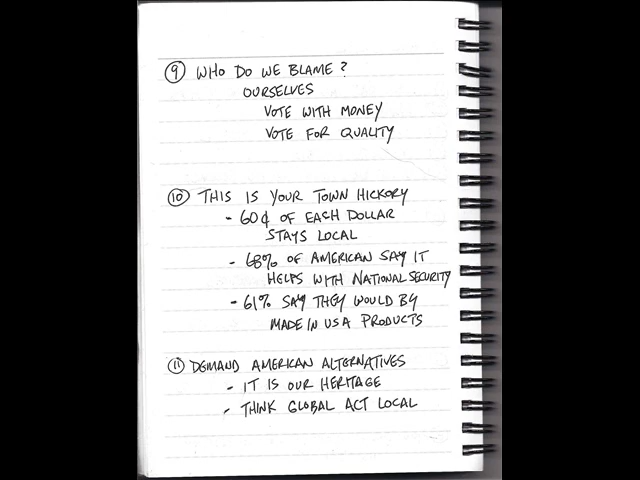 9 WHO DO WE BLAME?
OURSELVES
VOTE WITH MONEY
VOTE FOR QUALITY
10 THIS IS YOUR TOWN HICKORY
- 60¢ OF EACH DOLLAR
STAYS LOCAL
- 68% OF AMERICAN SAY IT
HELPS WITH NATIONAL SECURITY
- 61% SAY THEY WOULD BY
MADE IN USA PRODUCTS
11 DEMAND AMERICAN ALTERNATIVES
- IT IS OUR HERITAGE
- THINK GLOBAL ACT LOCAL